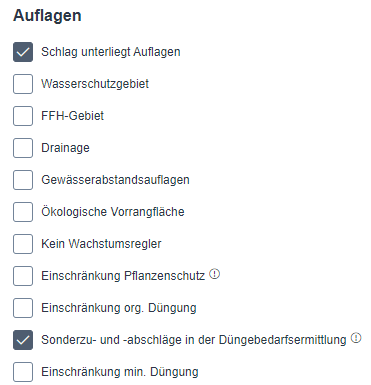 Auflagen
Schlag unterliegt Auflagen
Wasserschutzgebiet
FFH-Gebiet
Drainage
Gewässerabstandsauflagen
Ökologische Vorrangfläche
Kein Wachstumsregler
Einschränkung Pflanzenschutz
Einschränkung org. Düngung
Sonderzu- und -abschläge in der Düngebedarfsermittlung
Einschränkung min. Düngung